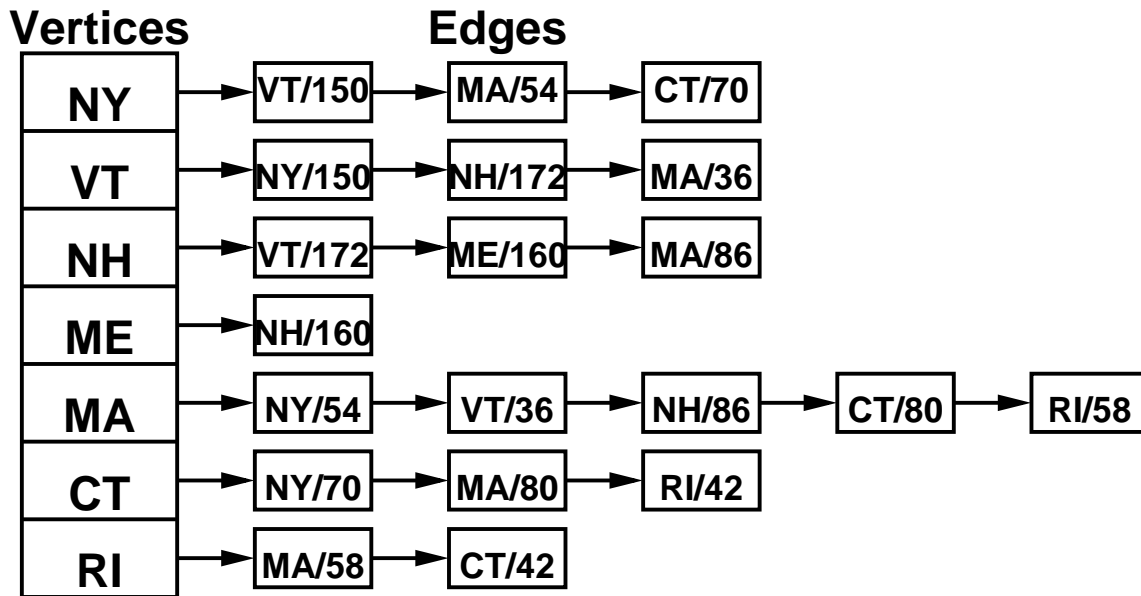 Vertices Edges
NY VT/150 MA/54 CT/70
VT NY/150 NH/172 MA/36
NH VT/172 ME/160 MA/86
ME NH/160
MA NY/54 VT/36 NH/86 CT/80 RI/58
CT NY/70 MA/80 RI/42
RI MA/58 CT/42